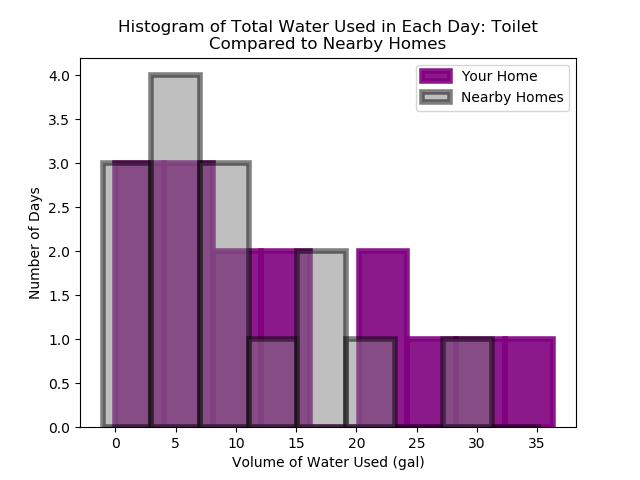 Histogram of Total Water Used in Each Day: Toilet
Compared to Nearby Homes
Your Home
Nearby Homes
4.0
3.5
3.0
2.5
2.0
1.5
1.0
0.5
0.0
Number of Days
0 5 10 15 20 25 30 35
Volume of Water Used (gal)